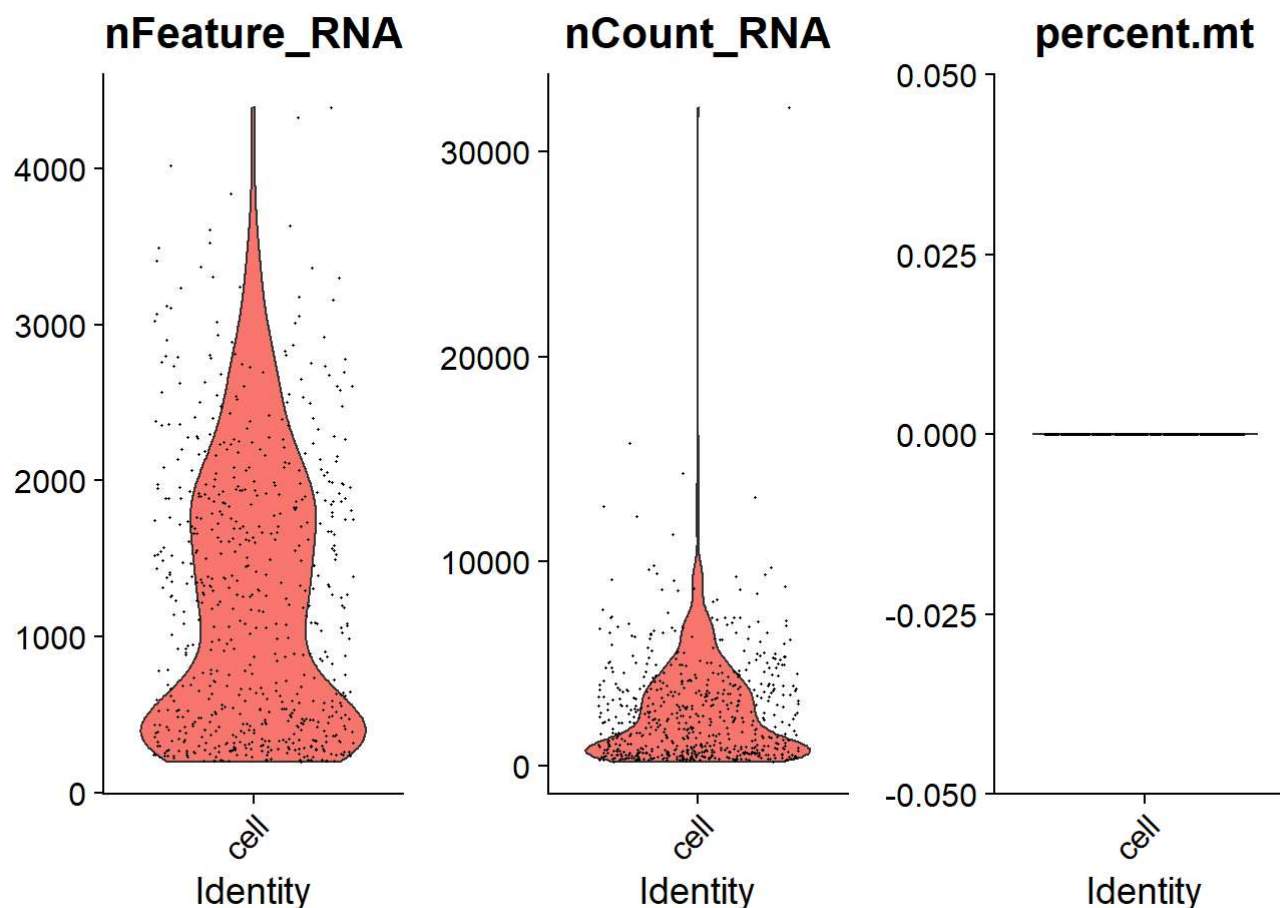 nFeature_RNA
4000
3000
2000
1000
0
cell
Identity
nCount_RNA
30000
20000
10000
0
cell
Identity
percent.mt
0.050
0.025
0.000
-0.025
-0.050
cell
Identity